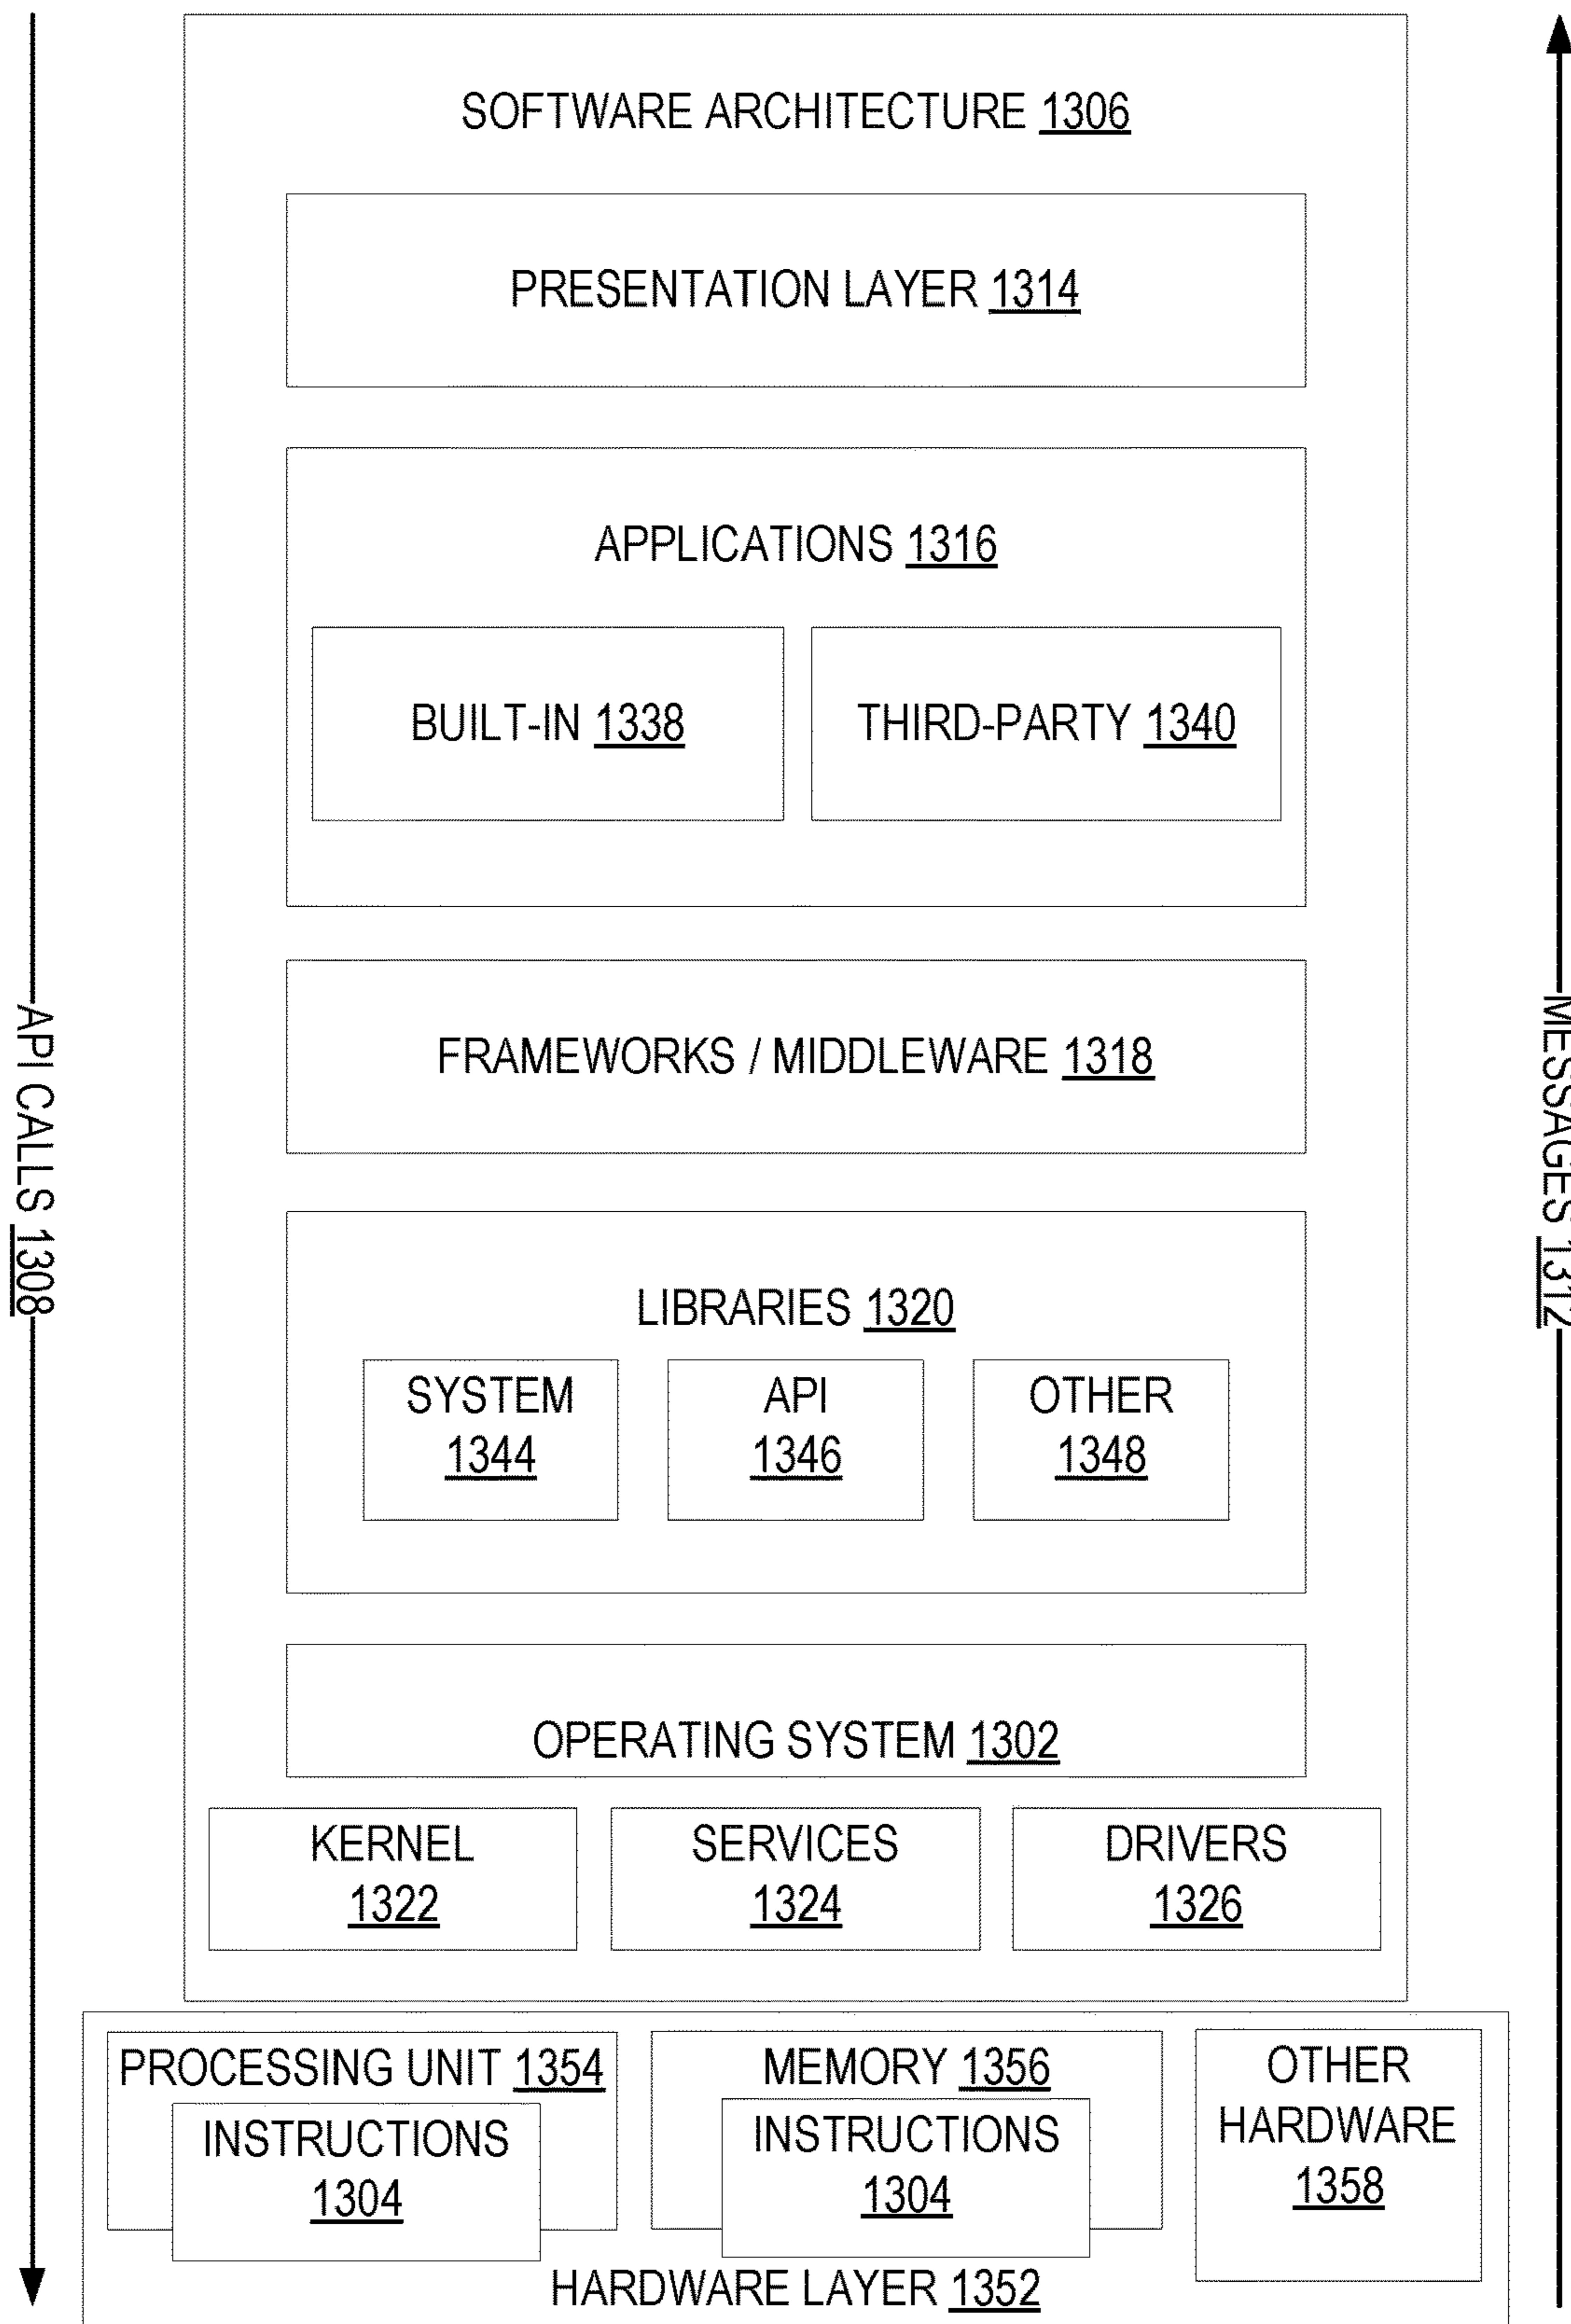 SOFTWARE ARCHITECTURE 1306
PRESENTATION LAYER 1314
APPLICATIONS 1316
BUILT-IN 1338
THIRD-PARTY 1340
FRAMEWORKS / MIDDLEWARE 1318
API CALLS 1308
MESSAGES 1312
LIBRARIES 1320
SYSTEM
1344
API
1346
OTHER
1348
OPERATING SYSTEM 1302
KERNEL
1322
SERVICES
1324
DRIVERS
1326
PROCESSING UNIT 1354
INSTRUCTIONS
1304
MEMORY 1356
INSTRUCTIONS
1304
OTHER
HARDWARE
1358
HARDWARE LAYER 1352